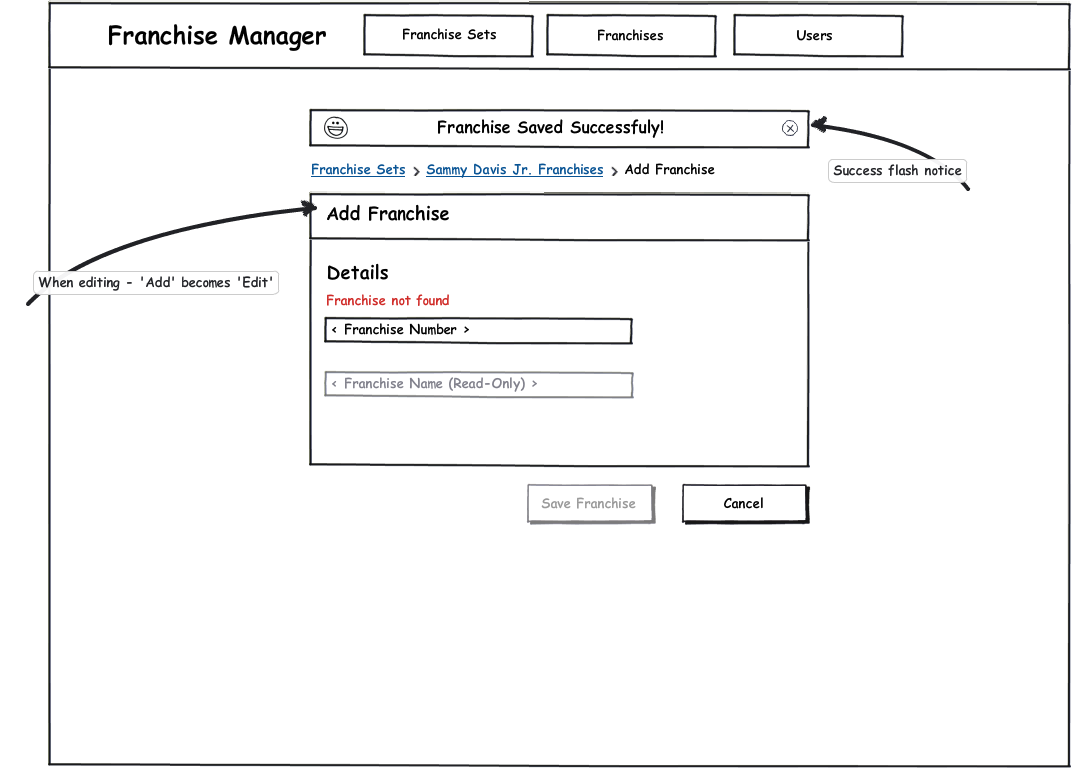 Franchise Manager
Franchise Sets
Franchises
Users
Franchise Saved Successfuly!
Success flash notice
Franchise Sets > Sammy Davis Jr. Franchises > Add Franchise
Add Franchise
When editing - 'Add' becomes 'Edit'
Details
Franchise not found
< Franchise Number >
< Franchise Name (Read-Only) >
Save Franchise
Cancel